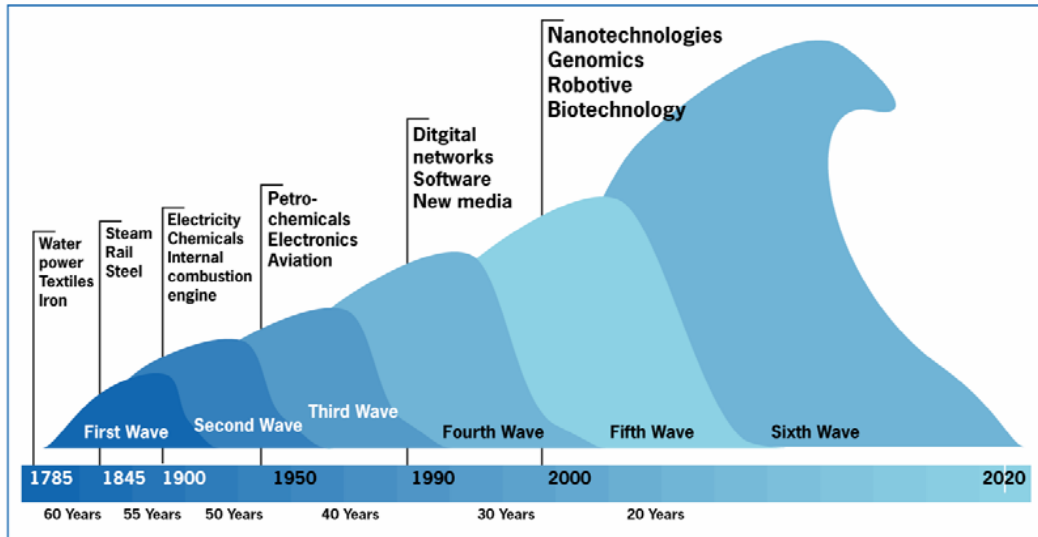 Water
power
Textiles
Iron
Steam
Rail
Steel
Electricity
Chemicals
Internal
combustion
engine
Petro-
chemicals
Electronics
Aviation
Ditgital
networks
Software
New media
Nanotechnologies
Genomics
Robotive
Biotechnology
First Wave
Second Wave
Third Wave
Fourth Wave
Fifth Wave
Sixth Wave
1785 1845 1900 1950 1990 2000 2020
60 Years 55 Years 50 Years 40 Years 30 Years 20 Years